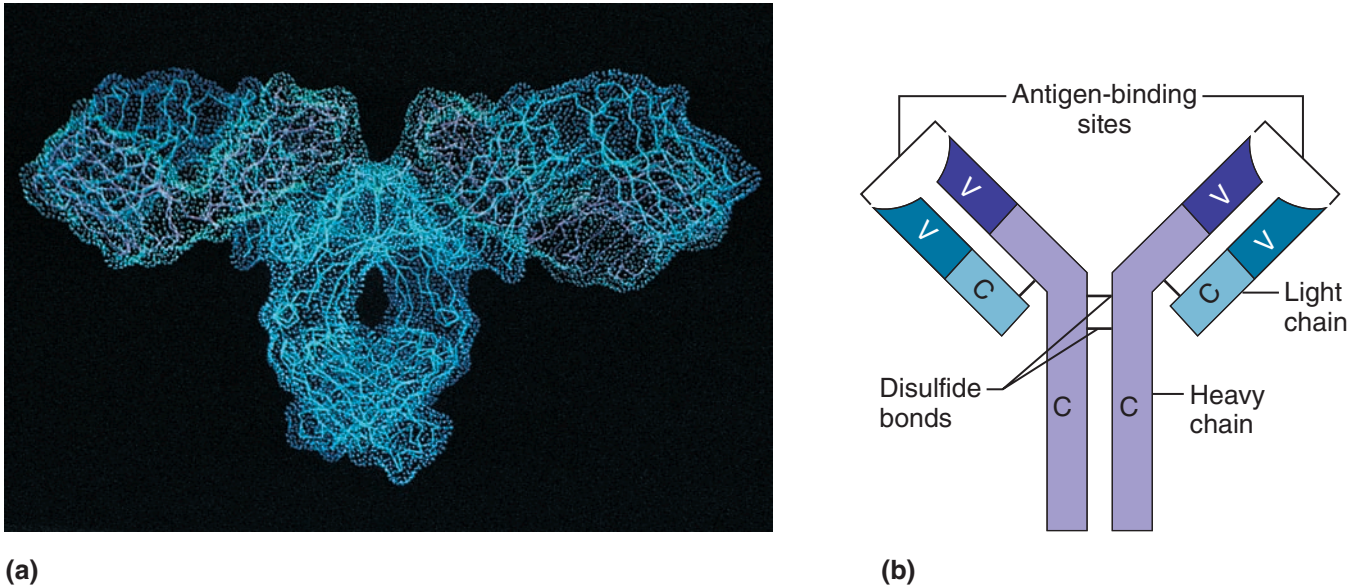 Antigen-binding
sites
V
V
V
V
C
C
Light
chain
Disulfide
bonds
C
C
Heavy
chain
(a)
(b)